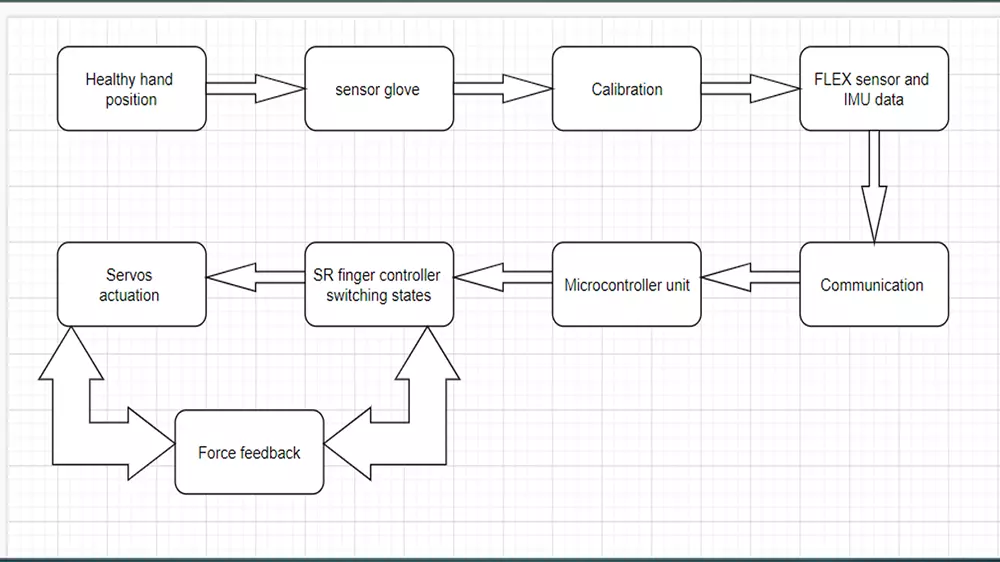 Healthy hand
position
sensor glove
Calibration
FLEX sensor and
IMU data
Servos
actuation
SR finger controller
switching states
Microcontroller unit
Communication
Force feedback